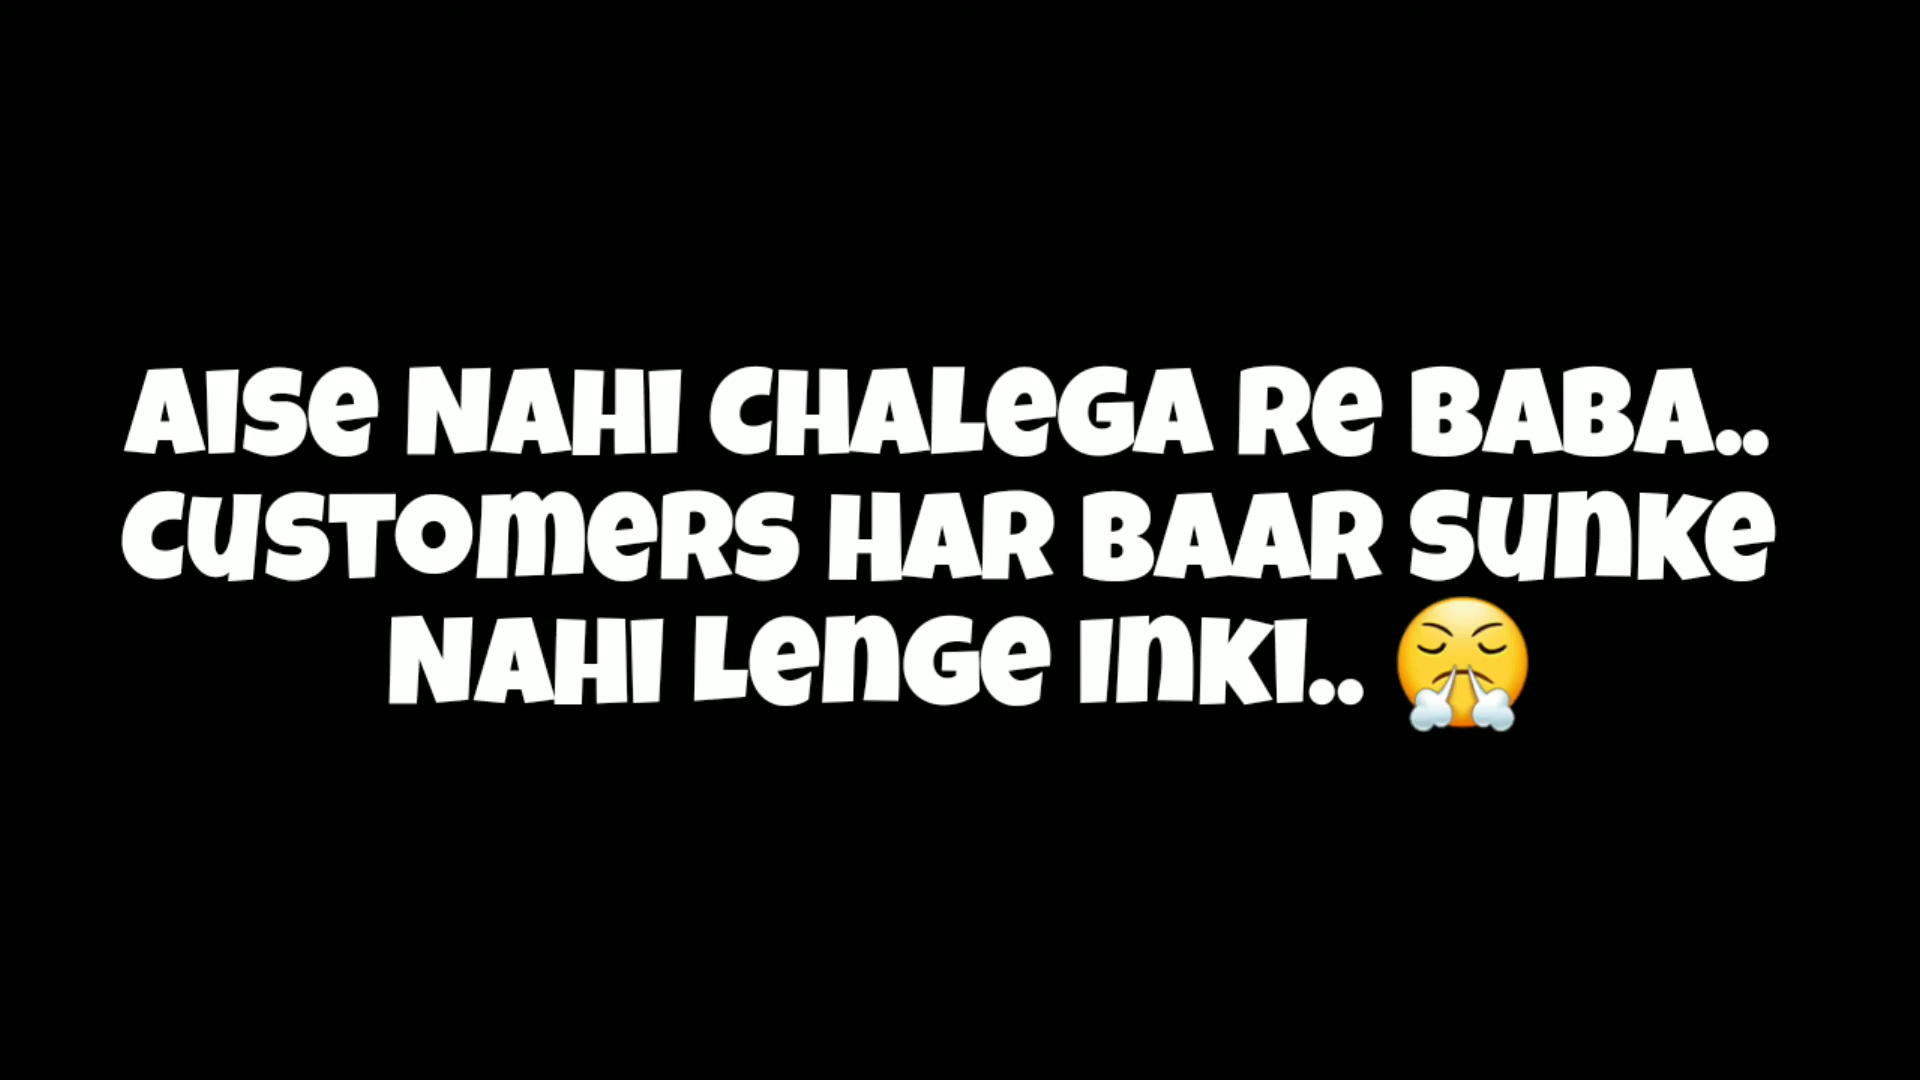 AISE NAHI CHALEGA RE BABA..
CUSTOMERS HAR BAAR SUNKE
NAHI LENGE INKI.. 😤